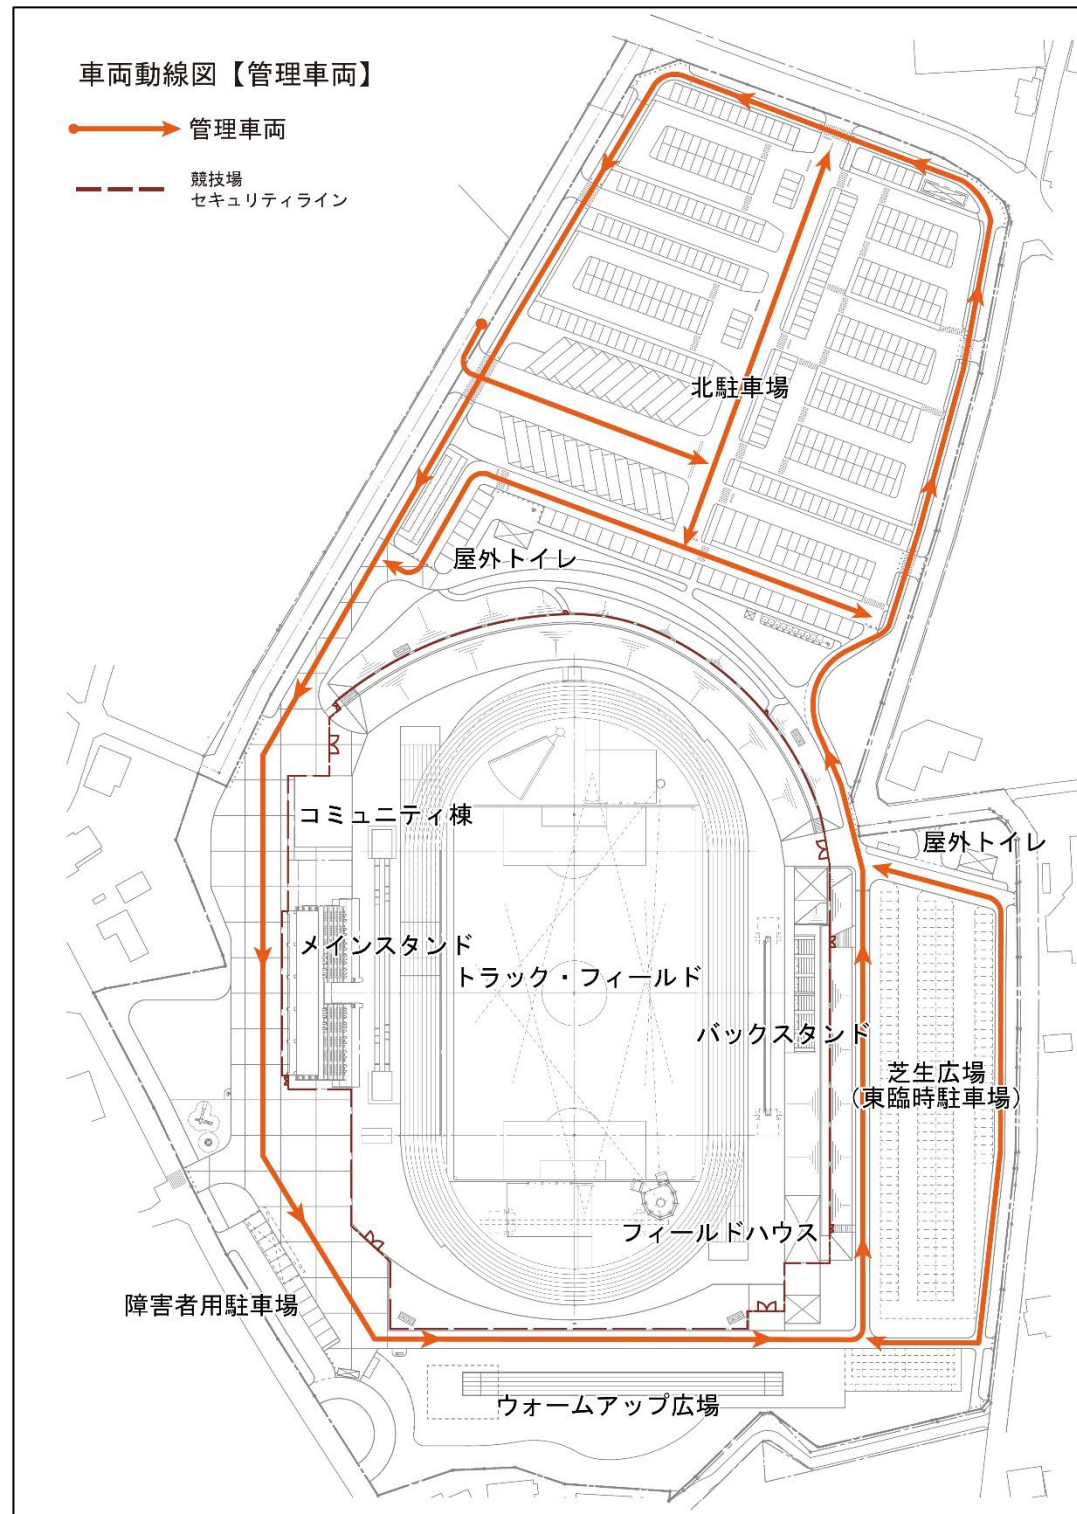 車両動線図【管理車両】
管理車両
競技場
セキュリティライン
北駐車場
屋外トイレ
コミュニティ棟
屋外トイレ
メインスタンド
トラック・フィールド
バックスタンド
芝生広場
（東臨時駐車場）
フィールドハウス
障害者用駐車場
ウォームアップ広場